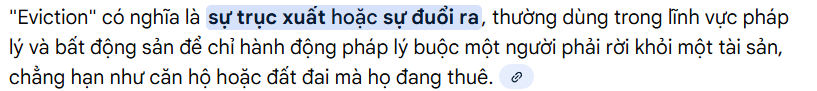 "Eviction" có nghĩa là sự trục xuất hoặc sự đuổi ra, thường dùng trong lĩnh vực pháp
lý và bất động sản để chỉ hành động pháp lý buộc một người phải rời khỏi một tài sản,
chẳng hạn như căn hộ hoặc đất đai mà họ đang thuê.